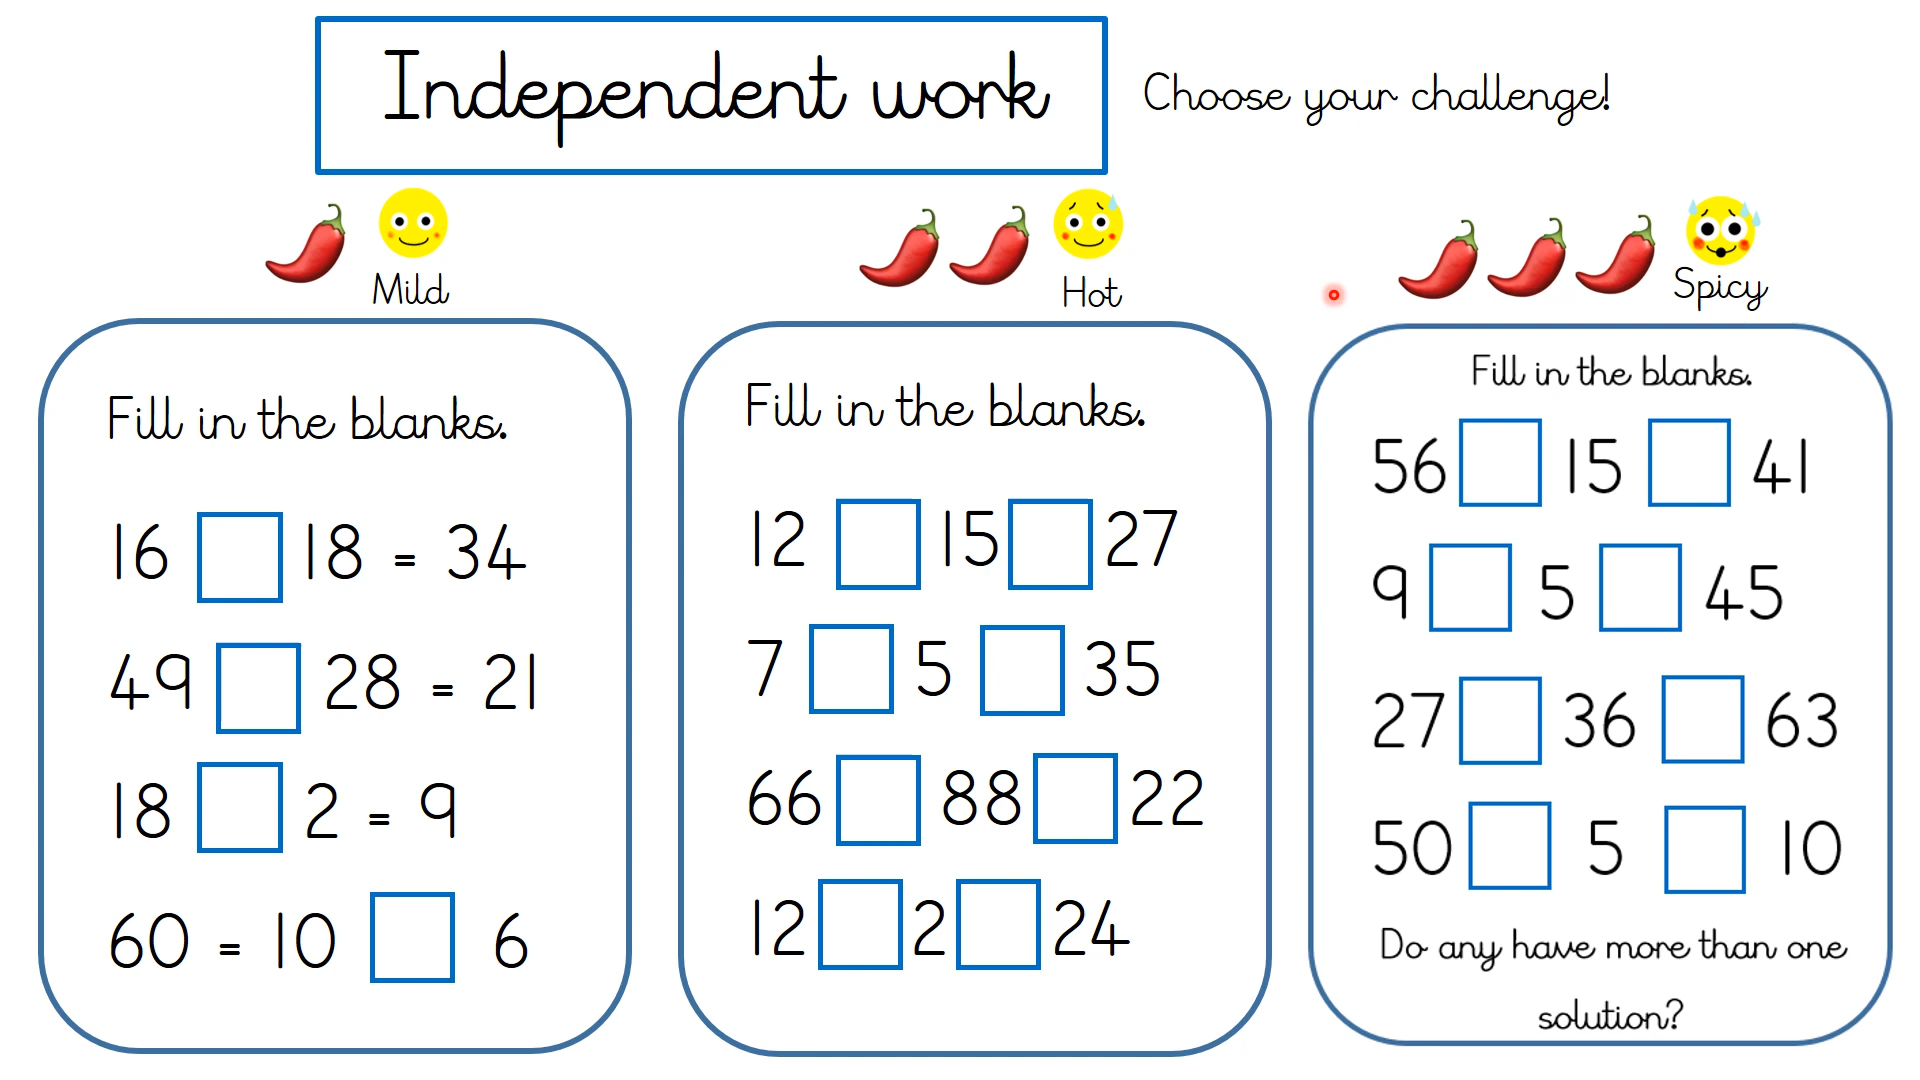 Independent work
Choose your challenge!
Mild
Fill in the blanks.
16 □ 18 = 34
49 □ 28 = 21
18 □ 2 = 9
60 = 10 □ 6
Hot
Fill in the blanks.
12 □ 15 □ 27
7 □ 5 □ 35
66 □ 88 □ 22
12 □ 2 □ 24
Spicy
Fill in the blanks.
56 □ 15 □ 41
9 □ 5 □ 45
27 □ 36 □ 63
50 □ 5 □ 10
Do any have more than one
solution?